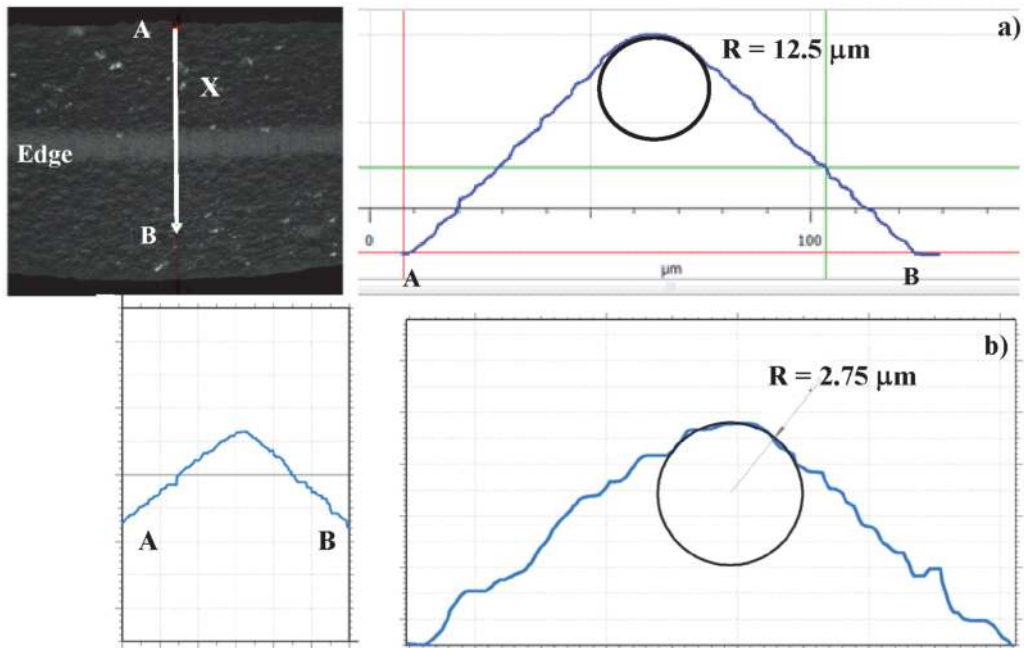 A
X
Edge
B
a)
R = 12.5 μm
0
100
μm
A
B
A
B
b)
R = 2.75 μm